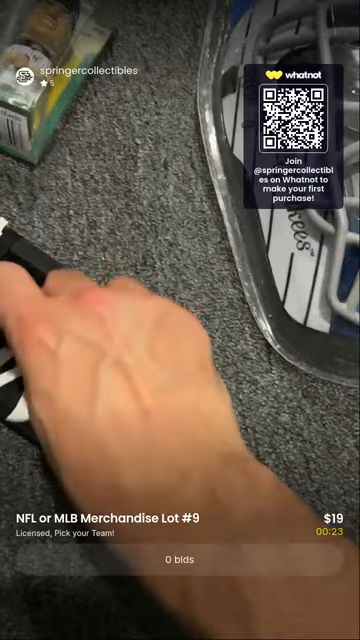 springercollectibles
★ 5
whatnot
Join
@springercollectibl
es on Whatnot to
make your first
purchase!
kees™
NFL or MLB Merchandise Lot #9
$19
Licensed, Pick your Team!
00:23
0 bids